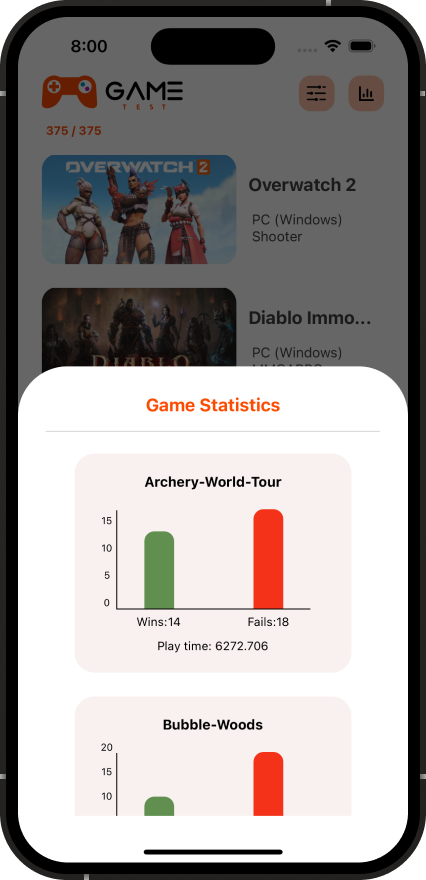 8:00
GAME
TEST
375 / 375
OVERWATCH 2
Overwatch 2
PC (Windows)
Shooter
Diablo Immo...
DIABLO
PC (Windows)
Game Statistics
Archery-World-Tour
15
10
5
0
Wins:14
Fails:18
Play time: 6272.706
Bubble-Woods
20
15
10